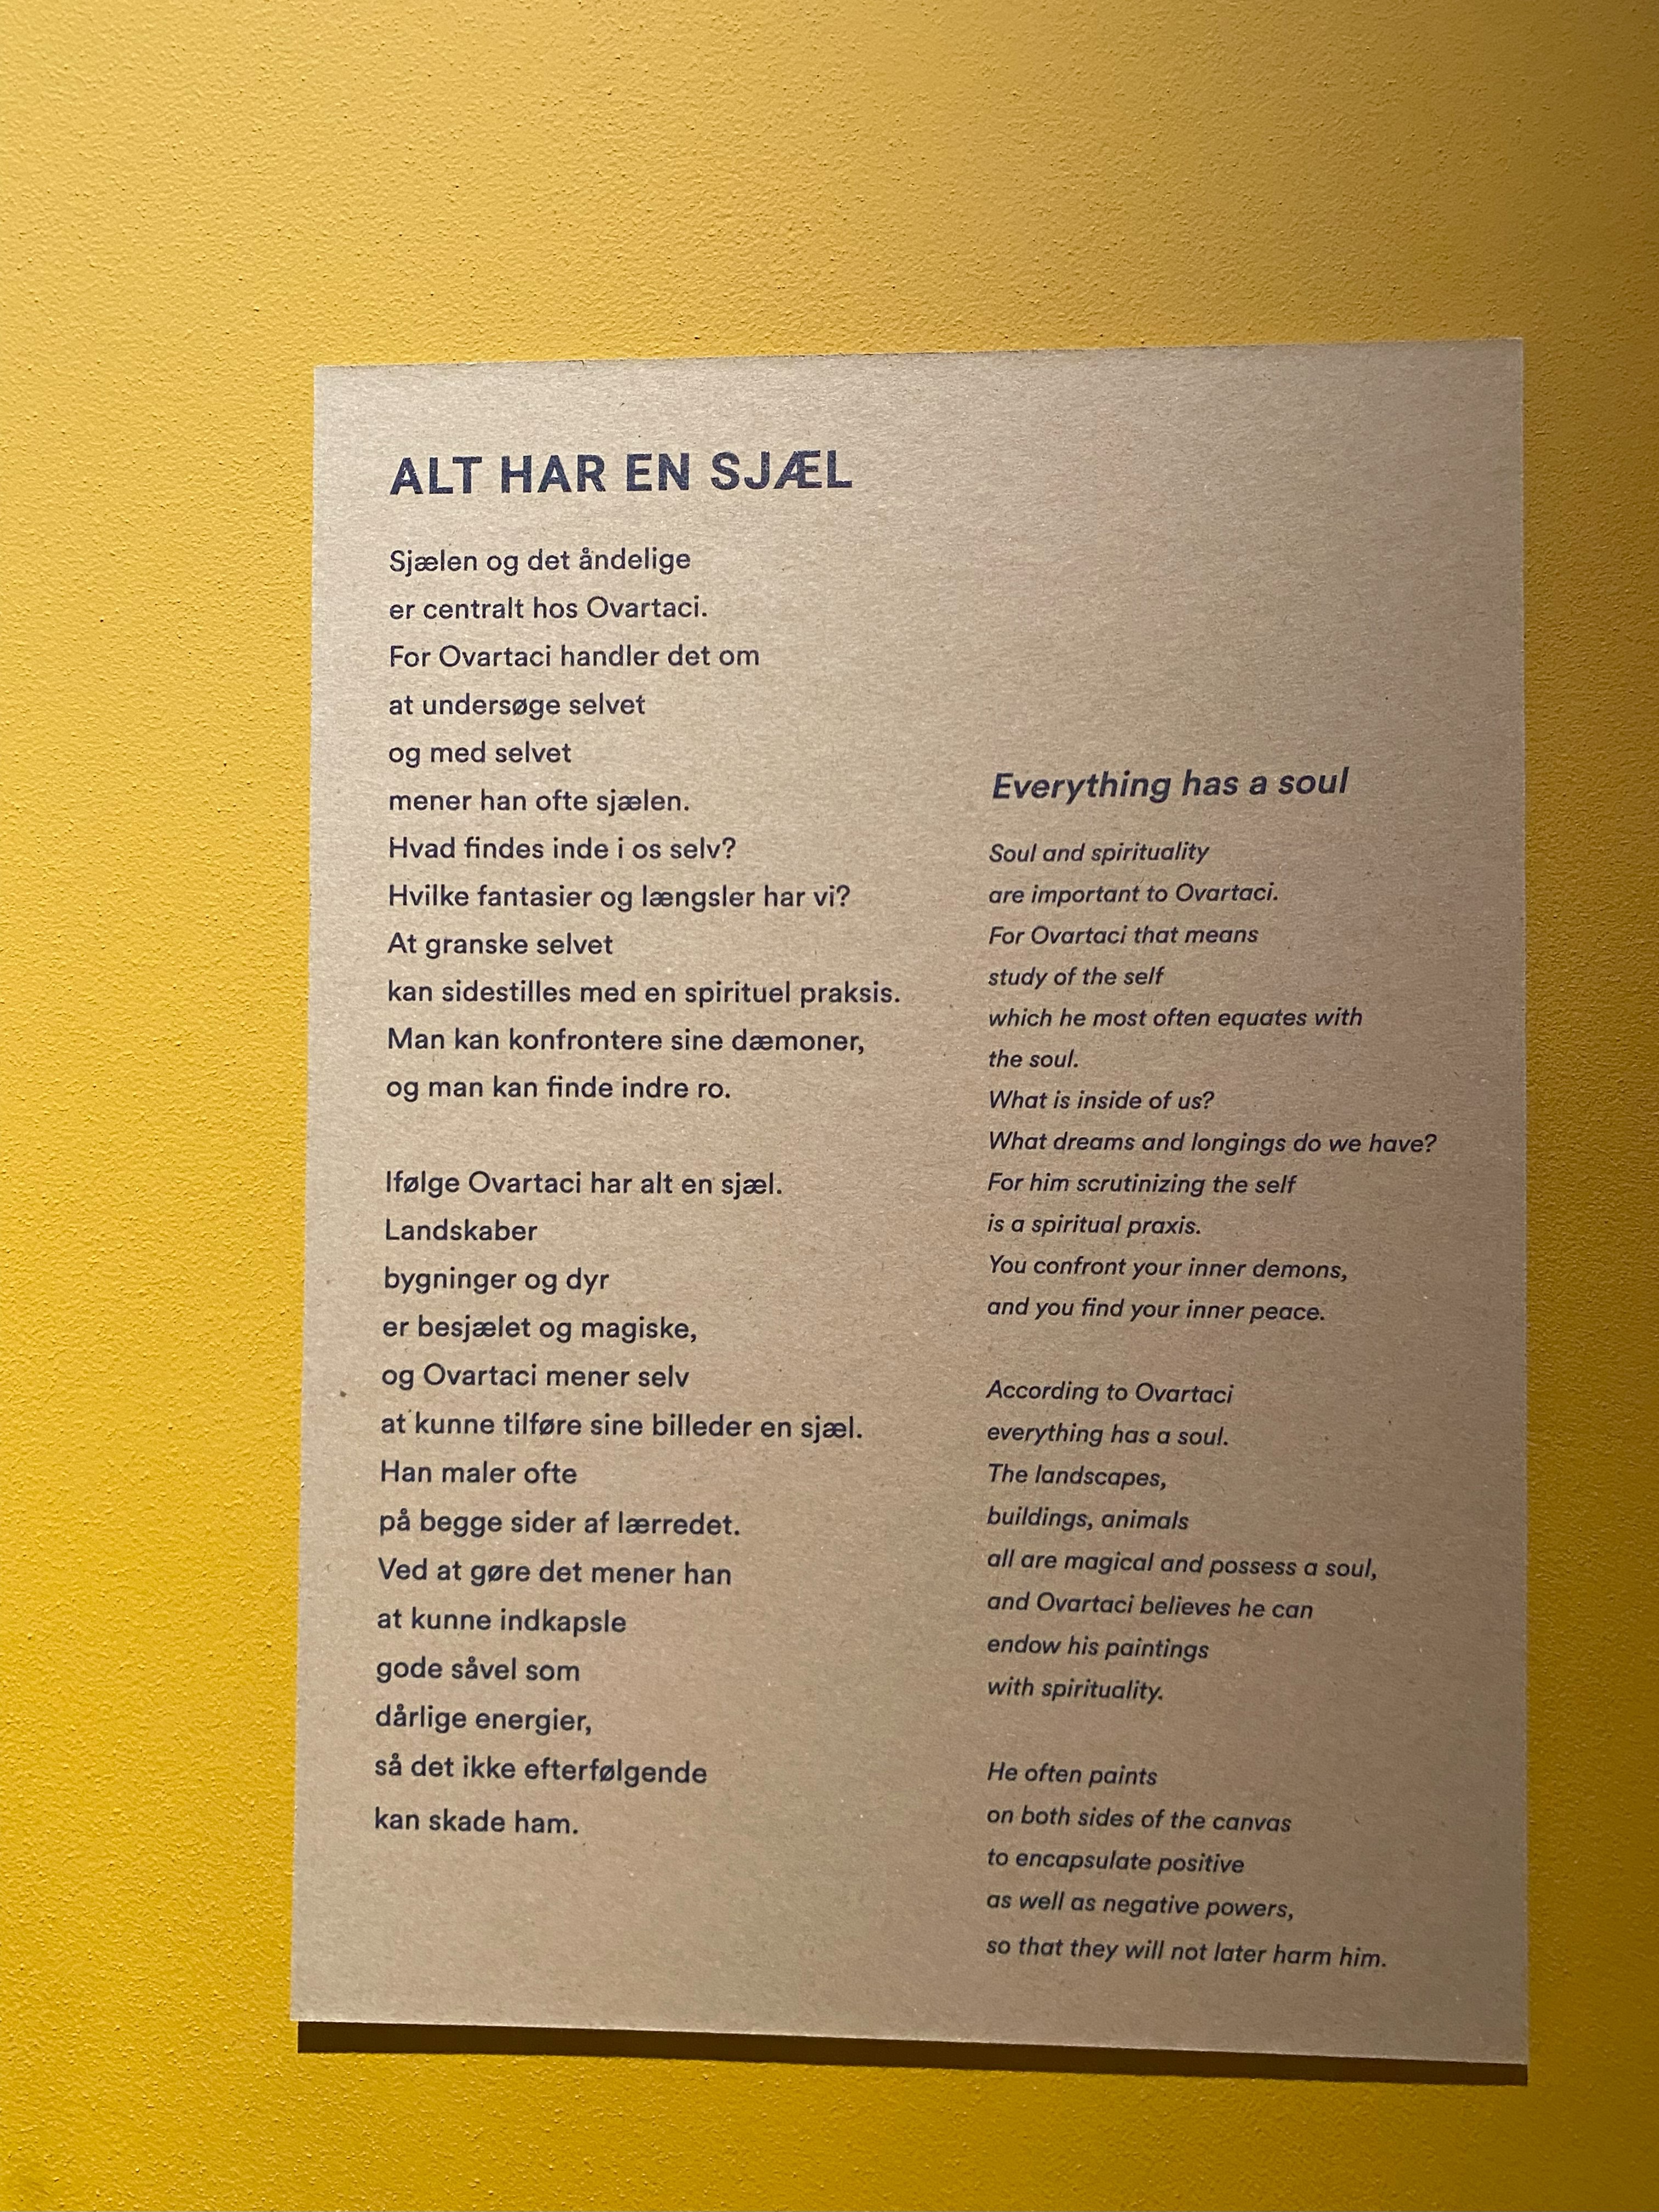 ALT HAR EN SJÆL
Sjælen og det åndelige
er centralt hos Ovartaci.
For Ovartaci handler det om
at undersøge selvet
og med selvet
mener han ofte sjælen.
Hvad findes inde i os selv?
Hvilke fantasier og længsler har vi?
At granske selvet
kan sidestilles med en spirituel praksis.
Man kan konfrontere sine dæmoner,
og man kan finde indre ro.
Ifølge Ovartaci har alt en sjæl.
Landskaber
bygninger og dyr
er besjælet og magiske,
og Ovartaci mener selv
at kunne tilføre sine billeder en sjæl.
Han maler ofte
på begge sider af lærredet.
Ved at gøre det mener han
at kunne indkapsle
gode såvel som
dårlige energier,
så det ikke efterfølgende
kan skade ham.
Everything has a soul
Soul and spirituality
are important to Ovartaci.
For Ovartaci that means
study of the self
which he most often equates with
the soul.
What is inside of us?
What dreams and longings do we have?
For him scrutinizing the self
is a spiritual praxis.
You confront your inner demons,
and you find your inner peace.
According to Ovartaci
everything has a soul.
The landscapes,
buildings, animals
all are magical and possess a soul,
and Ovartaci believes he can
endow his paintings
with spirituality.
He often paints
on both sides of the canvas
to encapsulate positive
as well as negative powers,
so that they will not later harm him.